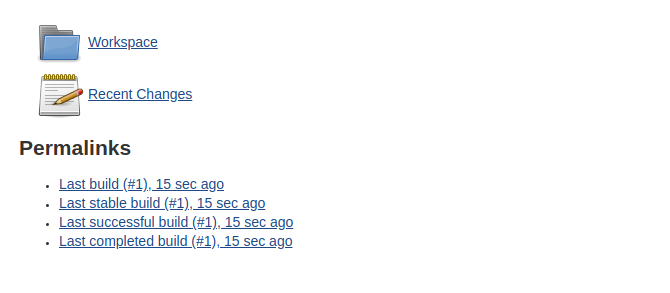 Workspace
Recent Changes
Permalinks
Last build (#1), 15 sec ago
Last stable build (#1), 15 sec ago
Last successful build (#1), 15 sec ago
Last completed build (#1), 15 sec ago